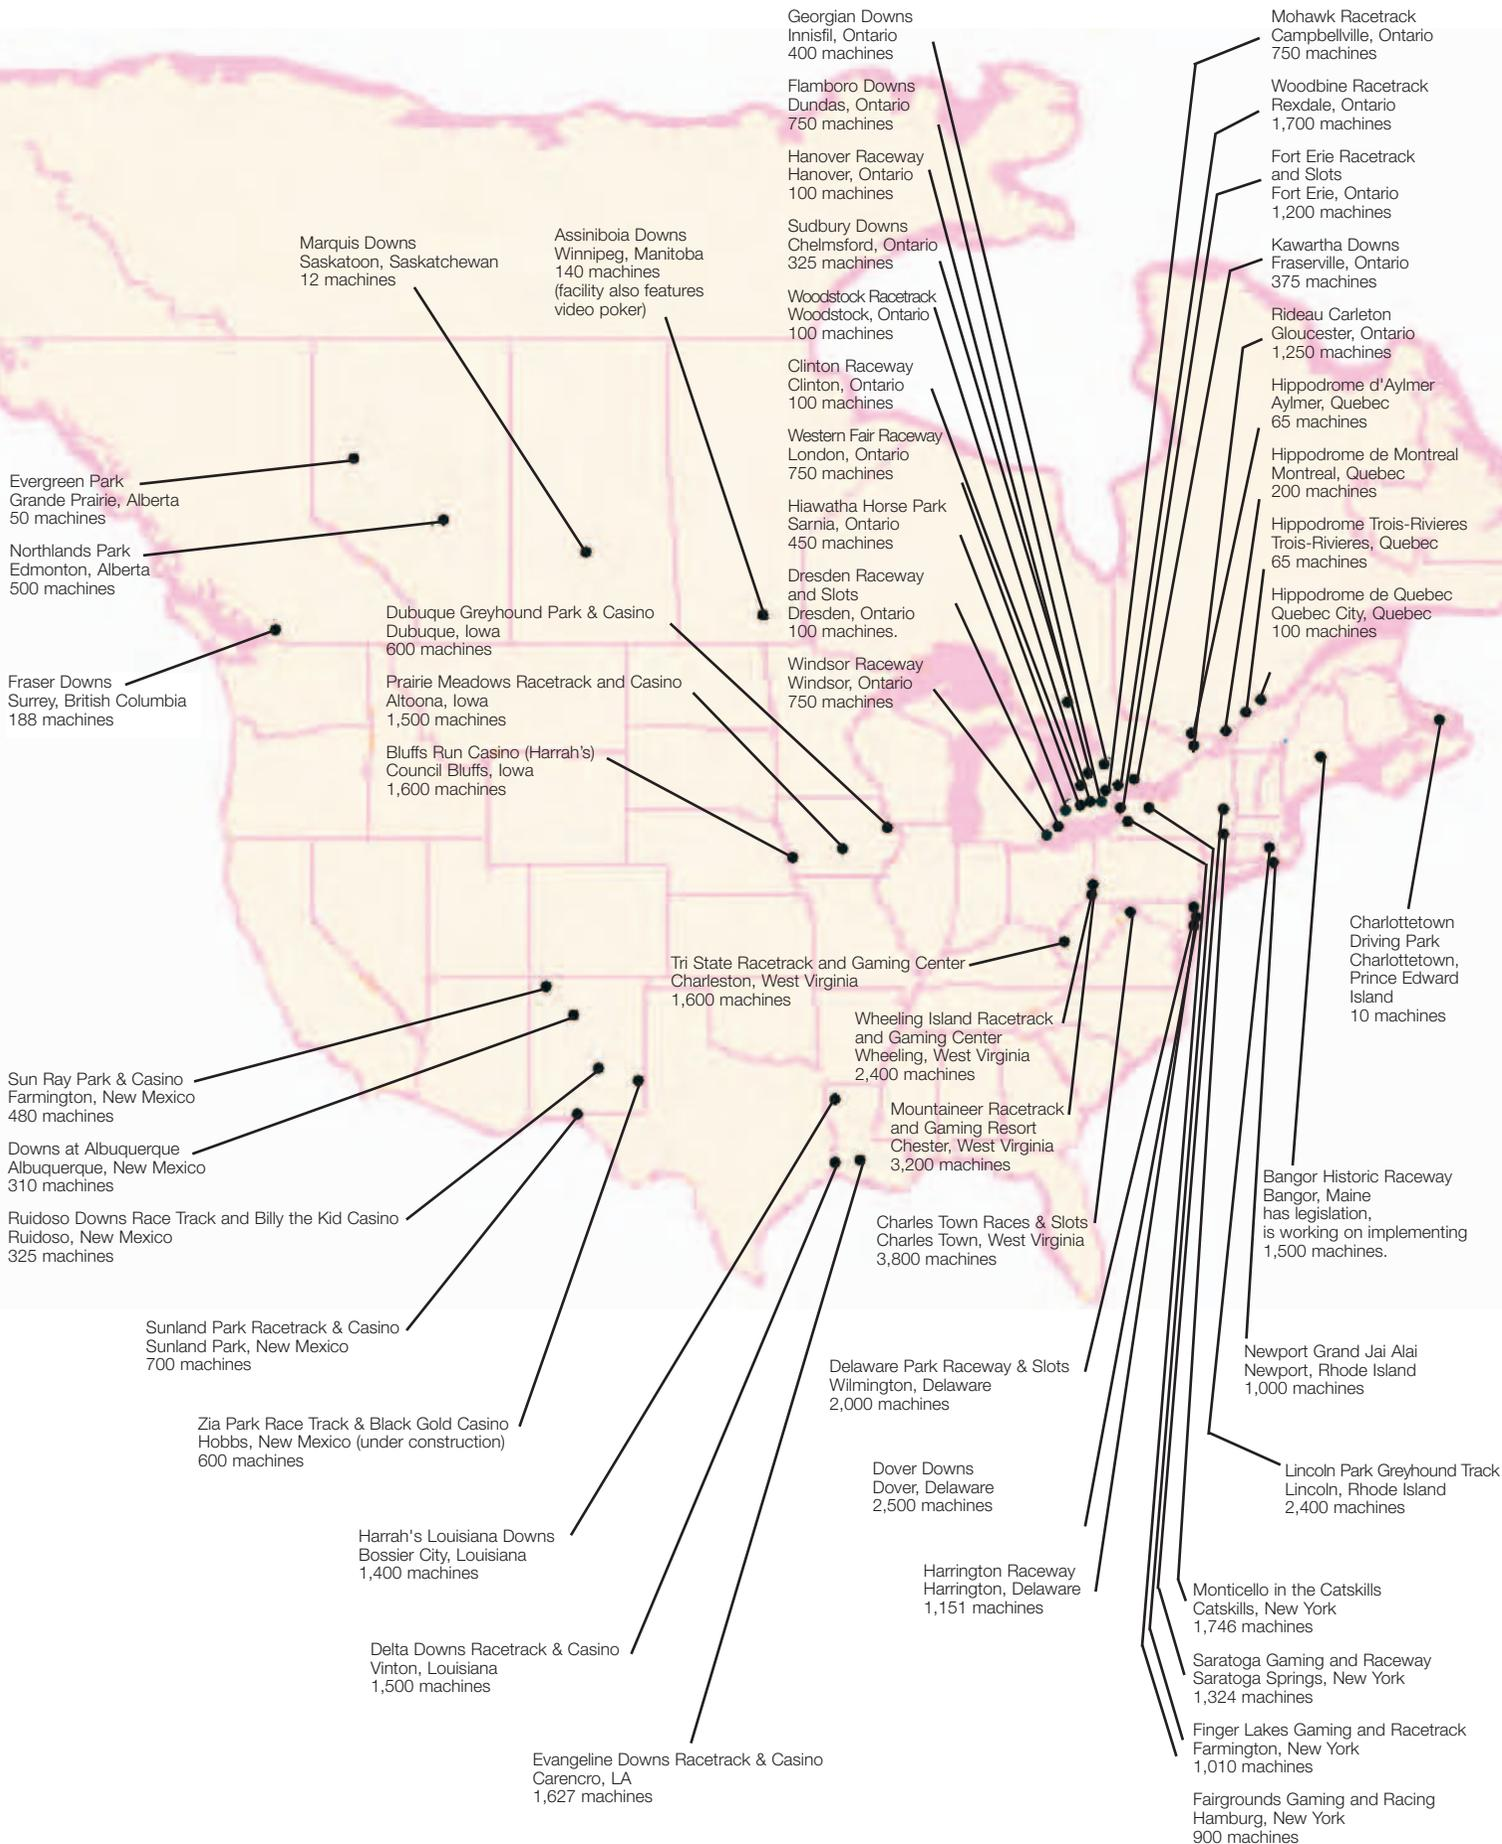 Georgian Downs
Innisfil, Ontario
400 machines
Flamboro Downs
Dundas, Ontario
750 machines
Hanover Raceway
Hanover, Ontario
100 machines
Sudbury Downs
Chelmsford, Ontario
325 machines
Woodstock Racetrack
Woodstock, Ontario
100 machines
Clinton Raceway
Clinton, Ontario
100 machines
Western Fair Raceway
London, Ontario
750 machines
Hiawatha Horse Park
Sarnia, Ontario
450 machines
Dresden Raceway
and Slots
Dresden, Ontario
100 machines.
Windsor Raceway
Windsor, Ontario
750 machines
Mohawk Racetrack
Campbellville, Ontario
750 machines
Woodbine Racetrack
Rexdale, Ontario
1,700 machines
Fort Erie Racetrack
and Slots
Fort Erie, Ontario
1,200 machines
Kawartha Downs
Fraserville, Ontario
375 machines
Rideau Carleton
Gloucester, Ontario
1,250 machines
Hippodrome d'Aylmer
Aylmer, Quebec
65 machines
Hippodrome de Montreal
Montreal, Quebec
200 machines
Hippodrome Trois-Rivieres
Trois-Rivieres, Quebec
65 machines
Hippodrome de Quebec
Quebec City, Quebec
100 machines
Marquis Downs
Saskatoon, Saskatchewan
12 machines
Assiniboia Downs
Winnipeg, Manitoba
140 machines
(facility also features
video poker)
Evergreen Park
Grande Prairie, Alberta
50 machines
Northlands Park
Edmonton, Alberta
500 machines
Fraser Downs
Surrey, British Columbia
188 machines
Dubuque Greyhound Park & Casino
Dubuque, Iowa
600 machines
Prairie Meadows Racetrack and Casino
Altoona, Iowa
1,500 machines
Bluffs Run Casino (Harrah's)
Council Bluffs, Iowa
1,600 machines
Tri State Racetrack and Gaming Center
Charleston, West Virginia
1,600 machines
Wheeling Island Racetrack
and Gaming Center
Wheeling, West Virginia
2,400 machines
Mountaineer Racetrack
and Gaming Resort
Chester, West Virginia
3,200 machines
Charles Town Races & Slots
Charles Town, West Virginia
3,800 machines
Charlottetown
Driving Park
Charlottetown,
Prince Edward
Island
10 machines
Bangor Historic Raceway
Bangor, Maine
has legislation,
is working on implementing
1,500 machines.
Sun Ray Park & Casino
Farmington, New Mexico
480 machines
Downs at Albuquerque
Albuquerque, New Mexico
310 machines
Ruidoso Downs Race Track and Billy the Kid Casino
Ruidoso, New Mexico
325 machines
Sunland Park Racetrack & Casino
Sunland Park, New Mexico
700 machines
Zia Park Race Track & Black Gold Casino
Hobbs, New Mexico (under construction)
600 machines
Harrah's Louisiana Downs
Bossier City, Louisiana
1,400 machines
Delta Downs Racetrack & Casino
Vinton, Louisiana
1,500 machines
Evangeline Downs Racetrack & Casino
Carencro, LA
1,627 machines
Delaware Park Raceway & Slots
Wilmington, Delaware
2,000 machines
Dover Downs
Dover, Delaware
2,500 machines
Harrington Raceway
Harrington, Delaware
1,151 machines
Newport Grand Jai Alai
Newport, Rhode Island
1,000 machines
Lincoln Park Greyhound Track
Lincoln, Rhode Island
2,400 machines
Monticello in the Catskills
Catskills, New York
1,746 machines
Saratoga Gaming and Raceway
Saratoga Springs, New York
1,324 machines
Finger Lakes Gaming and Racetrack
Farmington, New York
1,010 machines
Fairgrounds Gaming and Racing
Hamburg, New York
900 machines